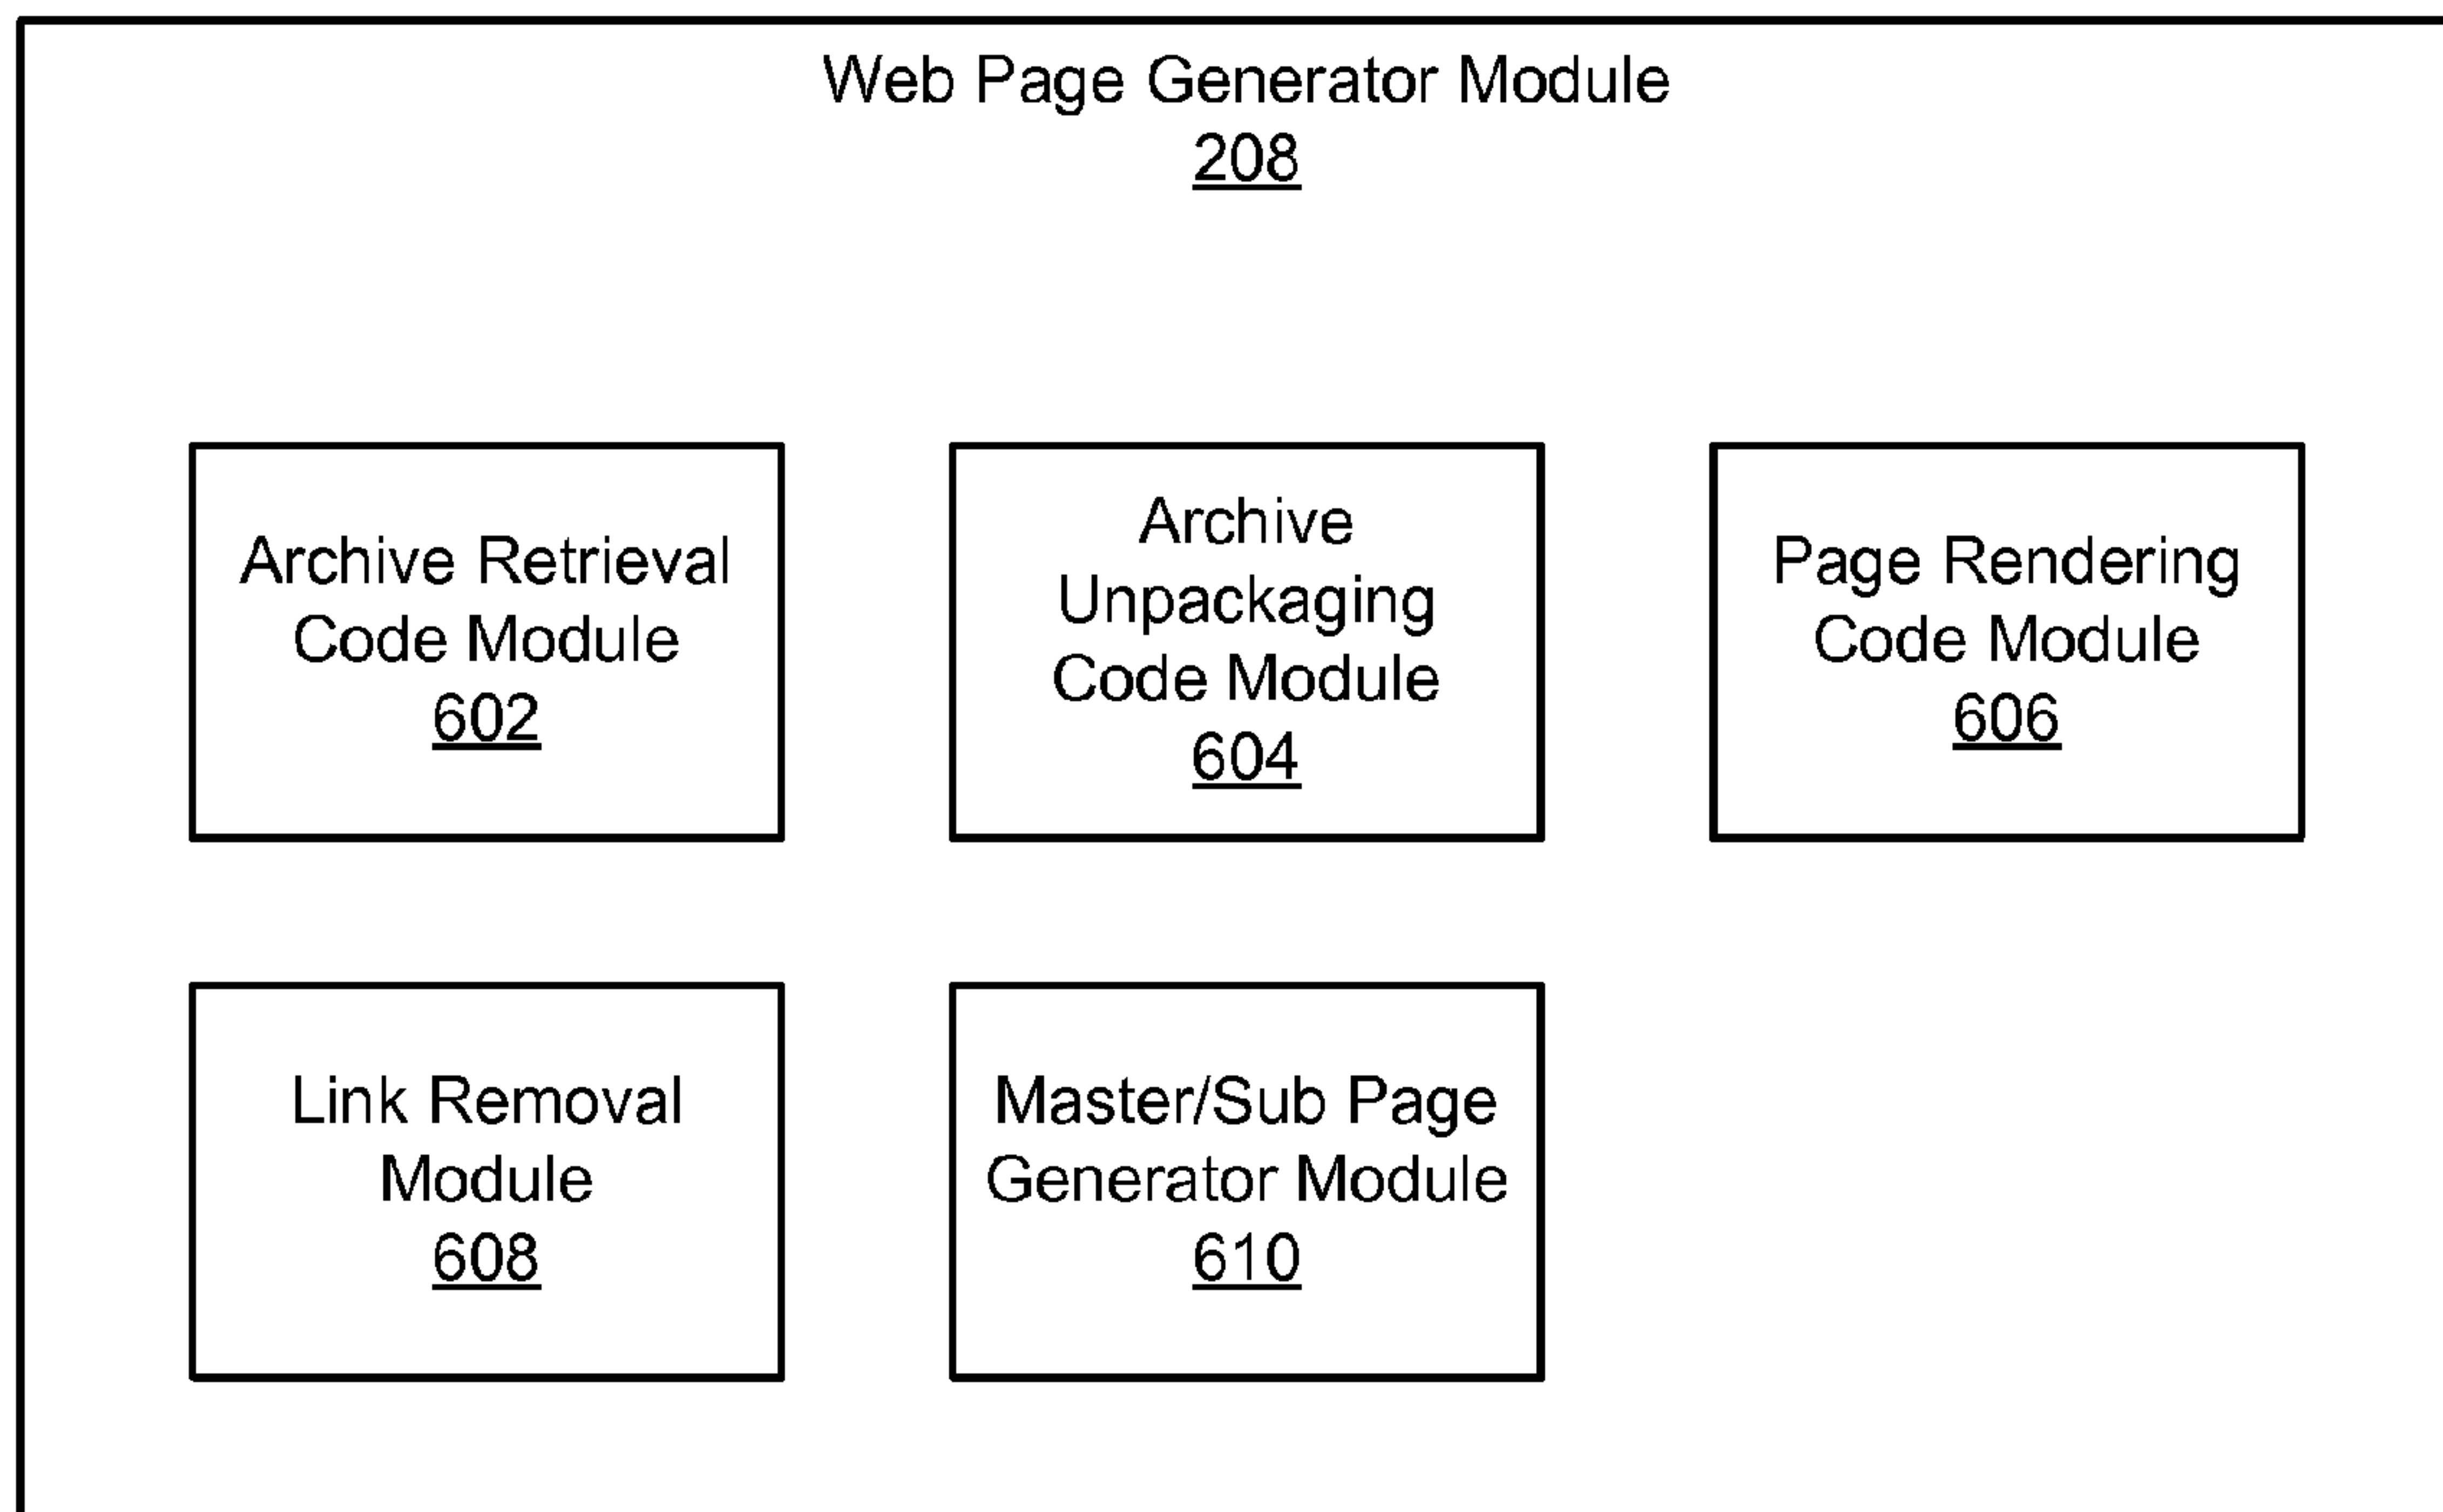 Web Page Generator Module
208
Archive Retrieval
Code Module
602
Archive
Unpackaging
Code Module
604
Page Rendering
Code Module
606
Link Removal
Module
608
Master/Sub Page
Generator Module
610